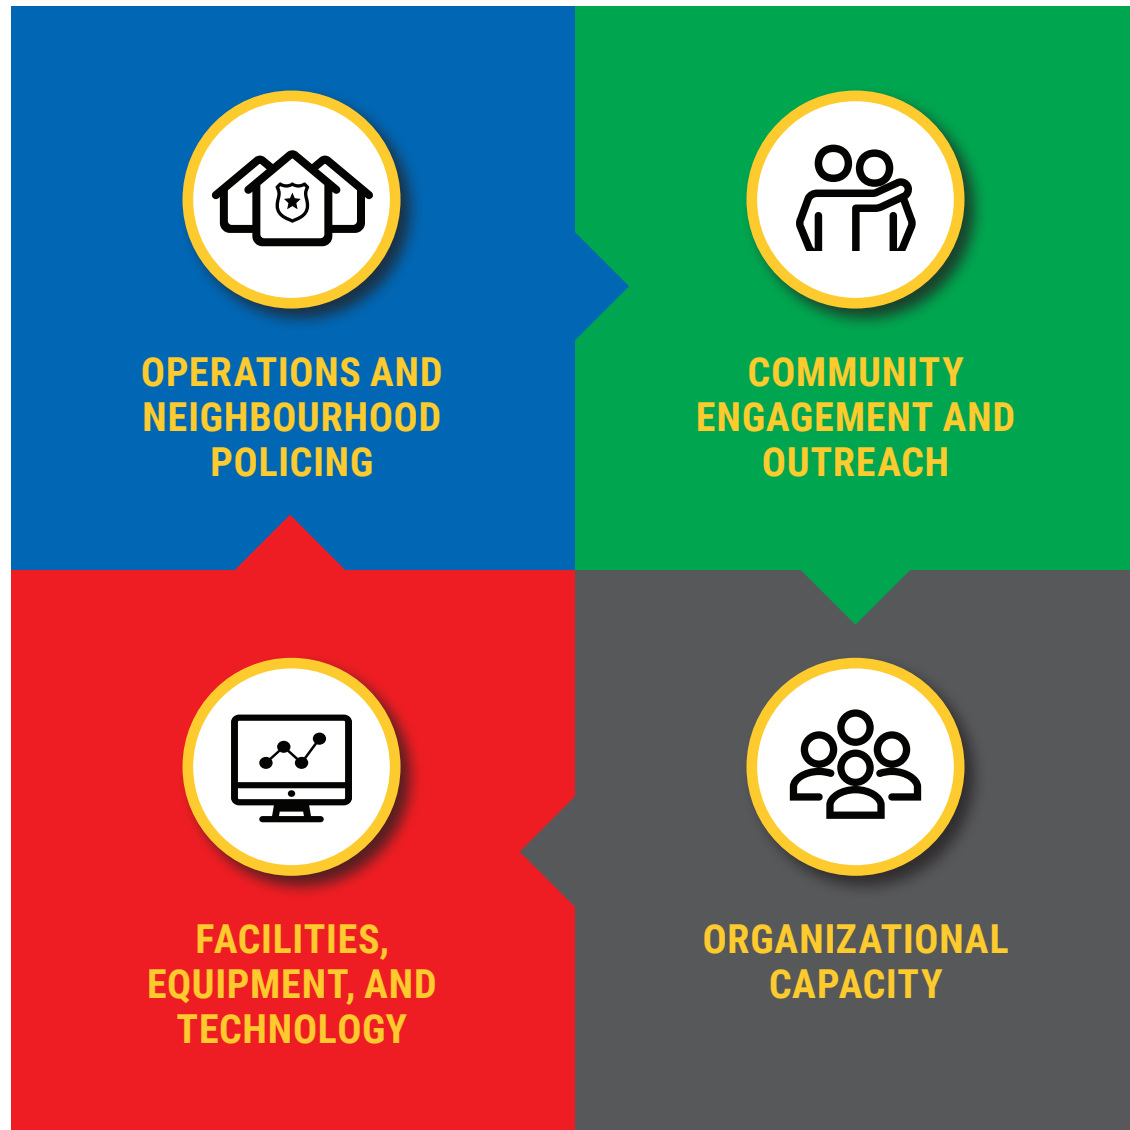 OPERATIONS AND
NEIGHBOURHOOD
POLICING
COMMUNITY
ENGAGEMENT AND
OUTREACH
FACILITIES,
EQUIPMENT, AND
TECHNOLOGY
ORGANIZATIONAL
CAPACITY